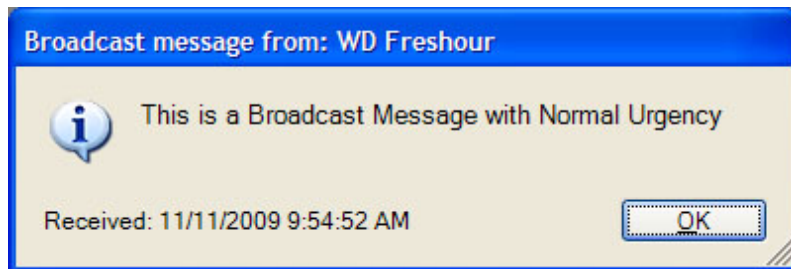 Broadcast message from: WD Freshour
This is a Broadcast Message with Normal Urgency
Received: 11/11/2009 9:54:52 AM
OK